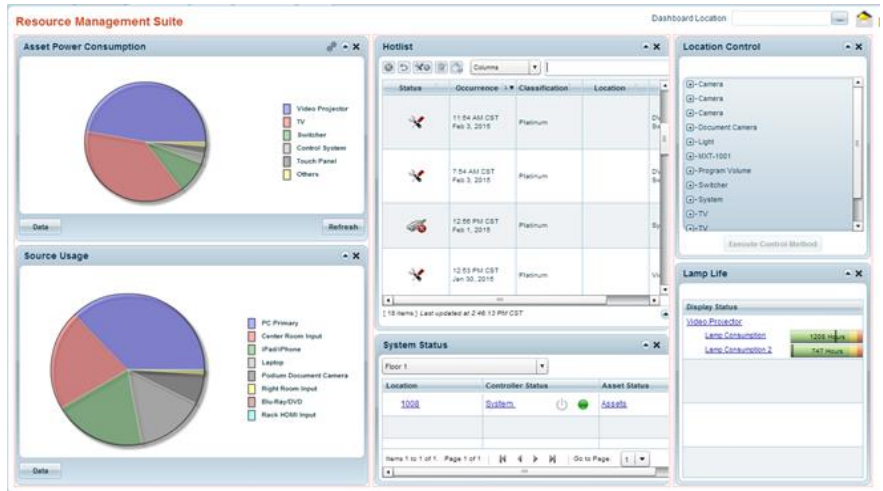 Resource Management Suite
Dashboard Location
Asset Power Consumption
Video Projector
TV
Switcher
Control System
Touch Panel
Others
Data
Refresh
Source Usage
PC Primary
Center Room Input
iPad/iPhone
Laptop
Podium Document Camera
Right Room Input
Blu-Ray/DVD
Rack HDMI Input
Data
Hotlist
Columns
Status Occurrence Classification Location
11:54 AM CST
Feb 3, 2015
Platinum
7:54 AM CST
Feb 3, 2015
Platinum
12:56 PM CST
Feb 1, 2015
Platinum
12:53 PM CST
Jan 30, 2015
Platinum
[ 18 items ] Last updated at 2:46:13 PM CST
System Status
Floor 1
Location Controller Status Asset Status
1008 System Assets
Items 1 to 1 of 1. Page 1 of 1 Go to Page: 1
Location Control
Camera
Camera
Camera
Document Camera
Light
MXT-1001
Program Volume
Switcher
System
TV
TV
Execute Control Method
Lamp Life
Display Status
Video Projector
Lamp Consumption 1206 Hours
Lamp Consumption 2 747 Hours